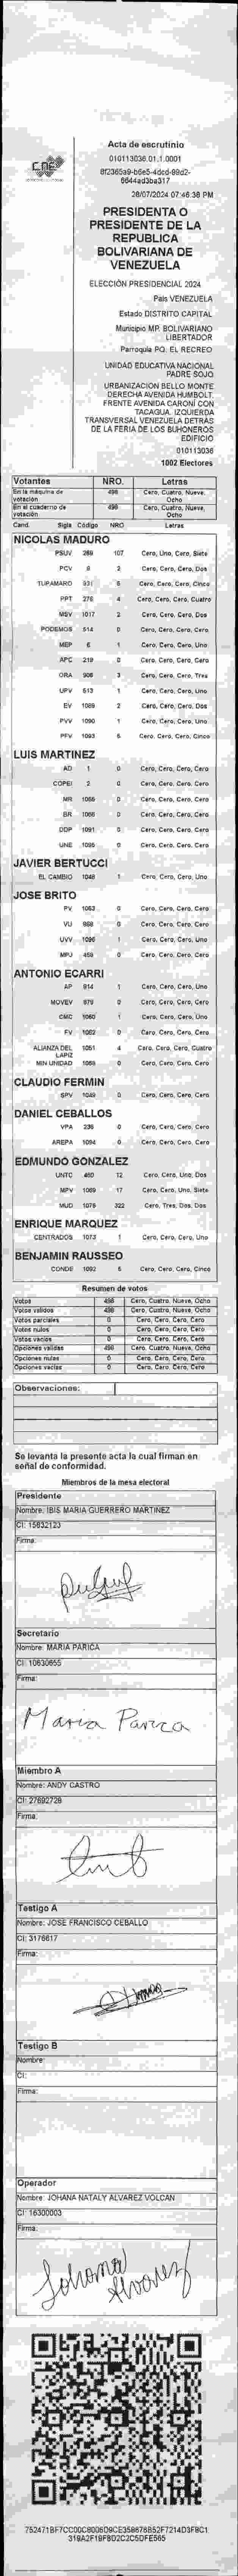 CNE
Acta de escrutinio
010113036.01.1.0001
8f2365a9-b6e5-4dcd-99d2-
6644ad3ba317
28/07/2024 07:46:38 PM
PRESIDENTA O
PRESIDENTE DE LA
REPUBLICA
BOLIVARIANA DE
VENEZUELA
ELECCIÓN PRESIDENCIAL 2024
País VENEZUELA
Estado DISTRITO CAPITAL
Municipio MP. BOLIVARIANO
LIBERTADOR
Parroquia PQ. EL RECREO
UNIDAD EDUCATIVA NACIONAL
PADRE SOJO
URBANIZACION BELLO MONTE
DERECHA AVENIDA HUMBOLT.
FRENTE AVENIDA CARONÍ CON
TACAGUA. IZQUIERDA
TRANSVERSAL VENEZUELA DETRÁS
DE LA FERIA DE LOS BUHONEROS
EDIFICIO
010113036
1002 Electores
Votantes NRO. Letras
En la máquina de votación 498 Cero, Cuatro, Nueve, Ocho
En el cuaderno de votación 498 Cero, Cuatro, Nueve, Ocho
Cand. Sigla Código NRO Letras
NICOLAS MADURO
PSUV 269 107 Cero, Uno, Cero, Siete
PCV 8 2 Cero, Cero, Cero, Dos
TUPAMARO 931 5 Cero, Cero, Cero, Cinco
PPT 276 4 Cero, Cero, Cero, Cuatro
MSV 1017 2 Cero, Cero, Cero, Dos
PODEMOS 514 0 Cero, Cero, Cero, Cero
MEP 6 1 Cero, Cero, Cero, Uno
APC 219 0 Cero, Cero, Cero, Cero
ORA 908 3 Cero, Cero, Cero, Tres
UPV 613 1 Cero, Cero, Cero, Uno
EV 1089 2 Cero, Cero, Cero, Dos
PVV 1090 1 Cero, Cero, Cero, Uno
PFV 1093 5 Cero, Cero, Cero, Cinco
LUIS MARTINEZ
AD 1 0 Cero, Cero, Cero, Cero
COPEI 2 0 Cero, Cero, Cero, Cero
MR 1055 0 Cero, Cero, Cero, Cero
BR 1066 0 Cero, Cero, Cero, Cero
DDP 1091 0 Cero, Cero, Cero, Cero
UNE 1095 0 Cero, Cero, Cero, Cero
JAVIER BERTUCCI
EL CAMBIO 1048 1 Cero, Cero, Cero, Uno
JOSE BRITO
PV 1053 0 Cero, Cero, Cero, Cero
VU 868 0 Cero, Cero, Cero, Cero
UVV 1096 1 Cero, Cero, Cero, Uno
MPJ 459 0 Cero, Cero, Cero, Cero
ANTONIO ECARRI
AP 914 1 Cero, Cero, Cero, Uno
MOVEV 979 0 Cero, Cero, Cero, Cero
CMC 1060 1 Cero, Cero, Cero, Uno
FV 1062 0 Cero, Cero, Cero, Cero
ALIANZA DEL LAPIZ 1051 4 Cero, Cero, Cero, Cuatro
MIN UNIDAD 1088 0 Cero, Cero, Cero, Cero
CLAUDIO FERMIN
SPV 1049 0 Cero, Cero, Cero, Cero
DANIEL CEBALLOS
VPA 236 0 Cero, Cero, Cero, Cero
AREPA 1094 0 Cero, Cero, Cero, Cero
EDMUNDO GONZALEZ
UNTC 460 12 Cero, Cero, Uno, Dos
MPV 1069 17 Cero, Cero, Uno, Siete
MUD 1075 322 Cero, Tres, Dos, Dos
ENRIQUE MARQUEZ
CENTRADOS 1073 1 Cero, Cero, Cero, Uno
BENJAMIN RAUSSEO
CONDE 1092 5 Cero, Cero, Cero, Cinco
Resumen de votos
Votos 498 Cero, Cuatro, Nueve, Ocho
Votos validos 498 Cero, Cuatro, Nueve, Ocho
Votos parciales 0 Cero, Cero, Cero, Cero
Votos nulos 0 Cero, Cero, Cero, Cero
Votos vacios 0 Cero, Cero, Cero, Cero
Opciones validas 498 Cero, Cuatro, Nueve, Ocho
Opciones nulas 0 Cero, Cero, Cero, Cero
Opciones vacias 0 Cero, Cero, Cero, Cero
Observaciones:
Se levanta la presente acta la cual firman en
señal de conformidad.
Miembros de la mesa electoral
Presidente
Nombre: IBIS MARIA GUERRERO MARTINEZ
CI: 15832123
Firma:
Secretario
Nombre: MARIA PARICA
CI: 10630655
Firma:
Maria Parica
Miembro A
Nombre: ANDY CASTRO
CI: 27692728
Firma:
Testigo A
Nombre: JOSE FRANCISCO CEBALLO
CI: 3176617
Firma:
Testigo B
Nombre:
CI:
Firma:
Operador
Nombre: JOHANA NATALY ALVAREZ VOLCAN
CI: 16300003
Firma:
Johana
Alvarez
752471BF7CC00C8006D9CE358678B52F7214D3F8C1
319A2F19F8D2C2C5DFE565